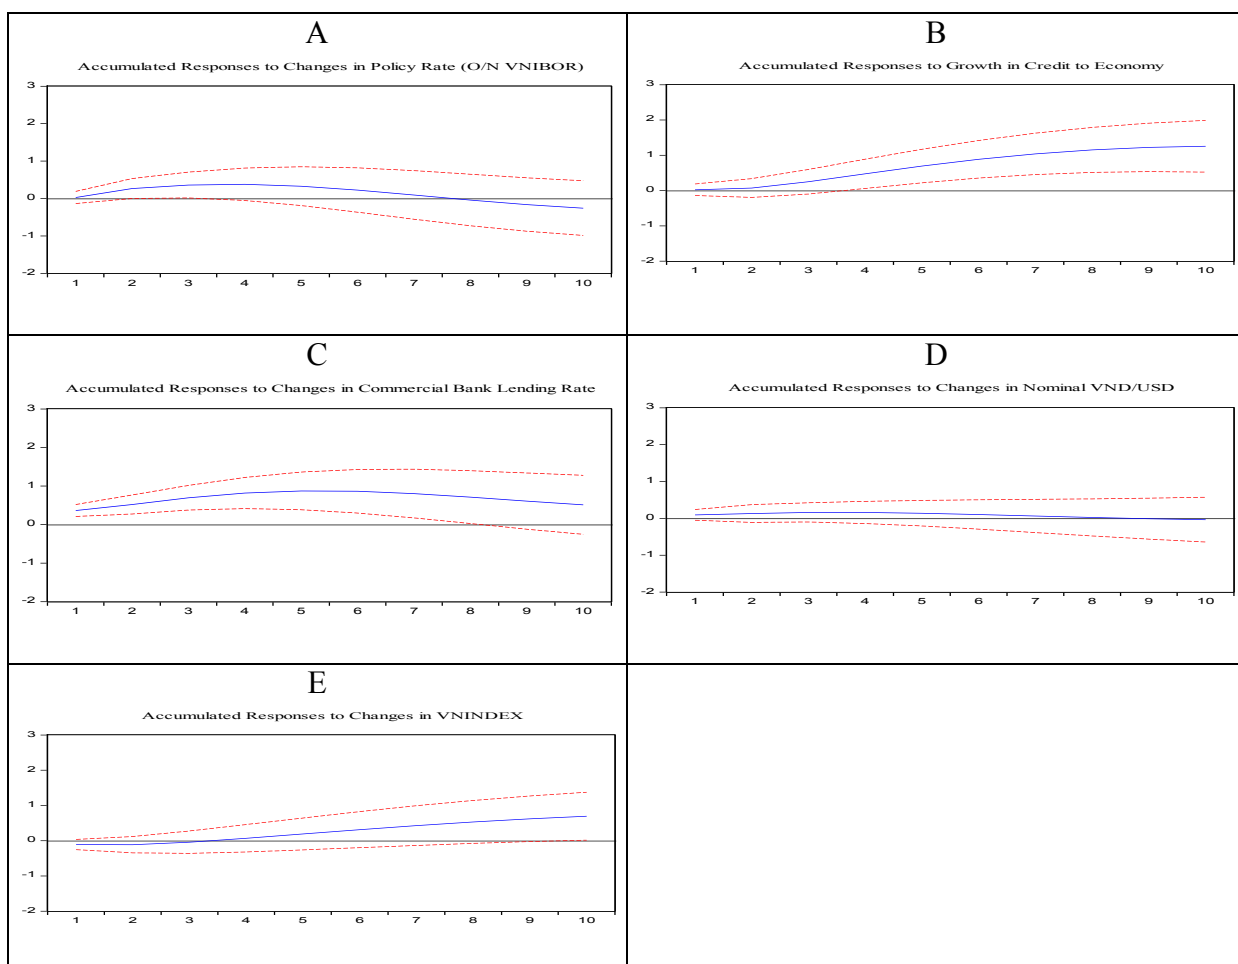 A
Accumulated Responses to Changes in Policy Rate (O/N VNIBOR)
3
2
1
0
-1
-2
1 2 3 4 5 6 7 8 9 10
B
Accumulated Responses to Growth in Credit to Economy
3
2
1
0
-1
-2
1 2 3 4 5 6 7 8 9 10
C
Accumulated Responses to Changes in Commercial Bank Lending Rate
3
2
1
0
-1
-2
1 2 3 4 5 6 7 8 9 10
D
Accumulated Responses to Changes in Nominal VND/USD
3
2
1
0
-1
-2
1 2 3 4 5 6 7 8 9 10
E
Accumulated Responses to Changes in VNINDEX
3
2
1
0
-1
-2
1 2 3 4 5 6 7 8 9 10